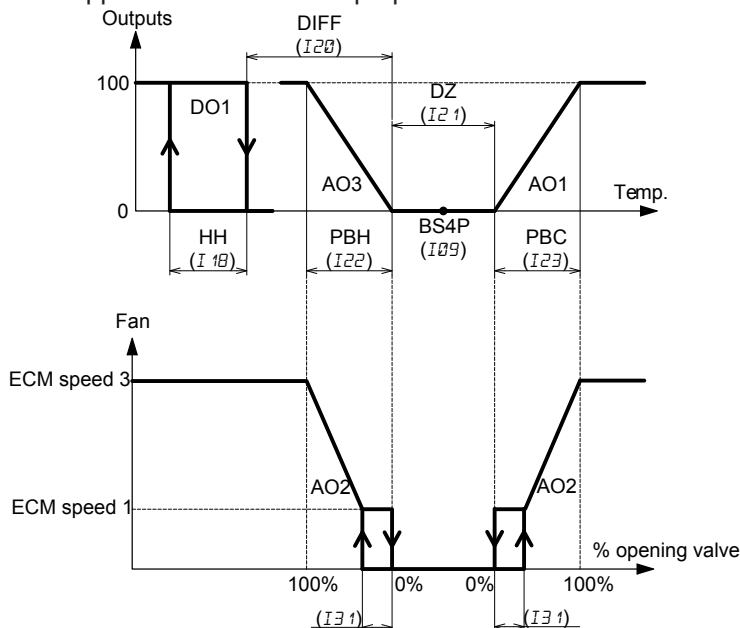 Outputs
DIFF
(I20)
100
DO1
DZ
(I21)
AO3
AO1
Temp.
0
HH
(I18)
PBH
(I22)
BS4P
(I09)
PBC
(I23)
Fan
ECM speed 3
AO2
AO2
ECM speed 1
% opening valve
100%
0%
0%
100%
(I31)
(I31)